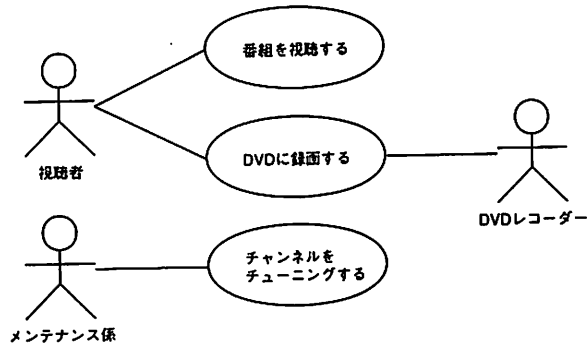 番組を視聴する
視聴者
DVDに録画する
DVDレコーダー
チャンネルを
チューニングする
メンテナンス係